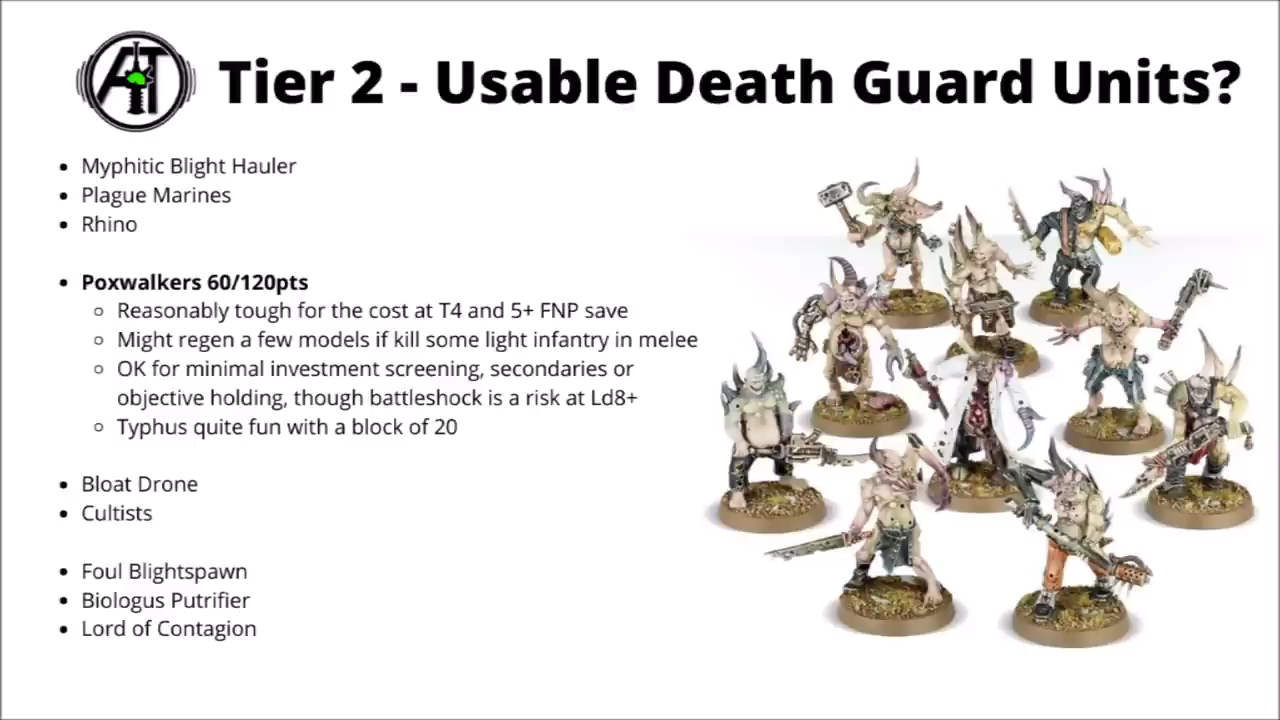 AT
Tier 2 - Usable Death Guard Units?
• Myphitic Blight Hauler
• Plague Marines
• Rhino
• Poxwalkers 60/120pts
◦ Reasonably tough for the cost at T4 and 5+ FNP save
◦ Might regen a few models if kill some light infantry in melee
◦ OK for minimal investment screening, secondaries or
objective holding, though battleshock is a risk at Ld8+
◦ Typhus quite fun with a block of 20
• Bloat Drone
• Cultists
• Foul Blightspawn
• Biologus Putrifier
• Lord of Contagion